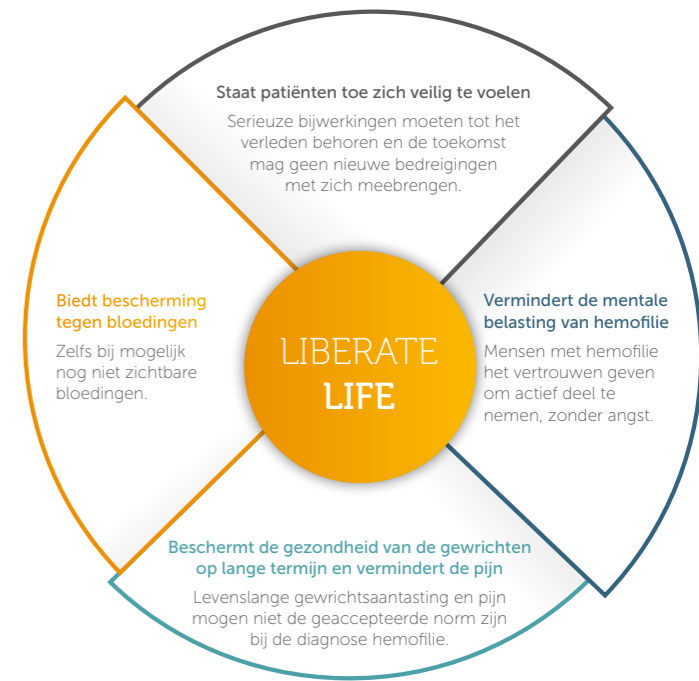 Staat patiënten toe zich veilig te voelen
Serieuze bijwerkingen moeten tot het
verleden behoren en de toekomst
mag geen nieuwe bedreigingen
met zich meebrengen.
Biedt bescherming
tegen bloedingen
Zelfs bij mogelijk
nog niet zichtbare
bloedingen.
LIBERATE
LIFE
Vermindert de mentale
belasting van hemofilie
Mensen met hemofilie
het vertrouwen geven
om actief deel te
nemen, zonder angst.
Beschermt de gezondheid van de gewrichten
op lange termijn en vermindert de pijn
Levenslange gewrichtsaantasting en pijn
mogen niet de geaccepteerde norm zijn
bij de diagnose hemofilie.